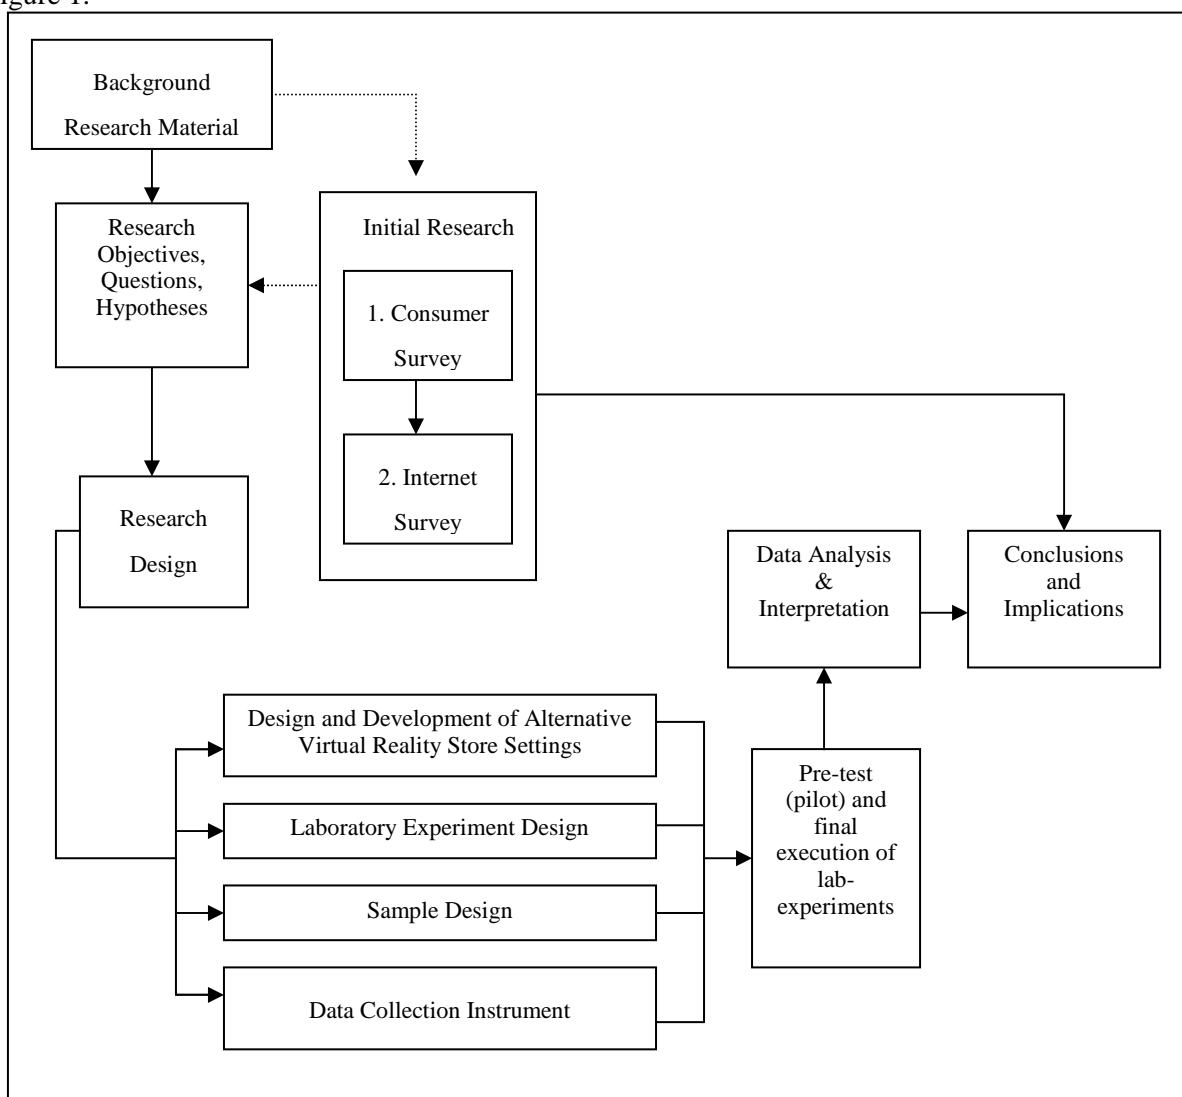 igure 1.
Background
Research Material
Research
Objectives,
Questions,
Hypotheses
Initial Research
1. Consumer
Survey
2. Internet
Survey
Research
Design
Data Analysis
&
Interpretation
Conclusions
and
Implications
Design and Development of Alternative
Virtual Reality Store Settings
Laboratory Experiment Design
Sample Design
Data Collection Instrument
Pre-test
(pilot) and
final
execution of
lab-
experiments